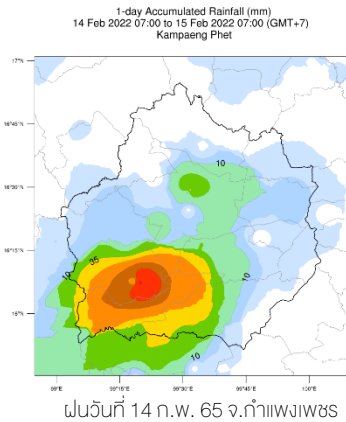 1-day Accumulated Rainfall (mm)
14 Feb 2022 07:00 to 15 Feb 2022 07:00 (GMT+7)
Kampaeng Phet
17°N
16°45'N
10
16°30'N
16°15'N
35
10
10
16°N
10
99°E 99°15'E 99°30'E 99°45'E 100°E
ฝนวันที่ 14 ก.พ. 65 จ.กำแพงเพชร